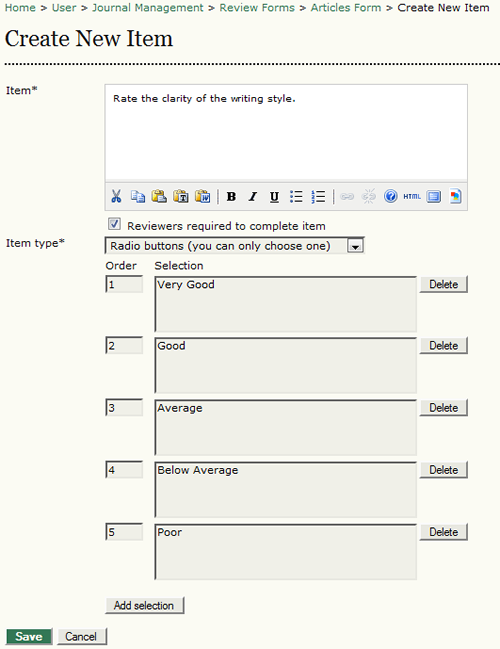 Home > User > Journal Management > Review Forms > Articles Form > Create New Item
Create New Item
Item*
Rate the clarity of the writing style.
B I U HTML
Reviewers required to complete item
Item type* Radio buttons (you can only choose one)
Order Selection
1 Very Good Delete
2 Good Delete
3 Average Delete
4 Below Average Delete
5 Poor Delete
Add selection
Save Cancel